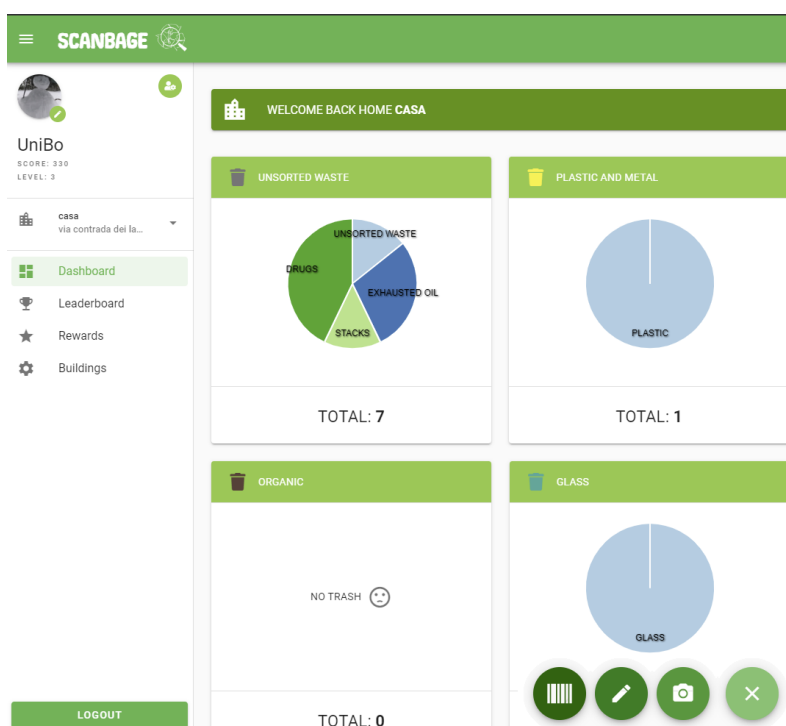 SCANBAGE
UniBo
SCORE: 330
LEVEL: 3
casa
via contrada dei la...
Dashboard
Leaderboard
Rewards
Buildings
LOGOUT
WELCOME BACK HOME CASA
UNSORTED WASTE
UNSORTED WASTE
DRUGS
EXHAUSTED OIL
STACKS
TOTAL: 7
PLASTIC AND METAL
PLASTIC
TOTAL: 1
ORGANIC
NO TRASH
TOTAL: 0
GLASS
GLASS